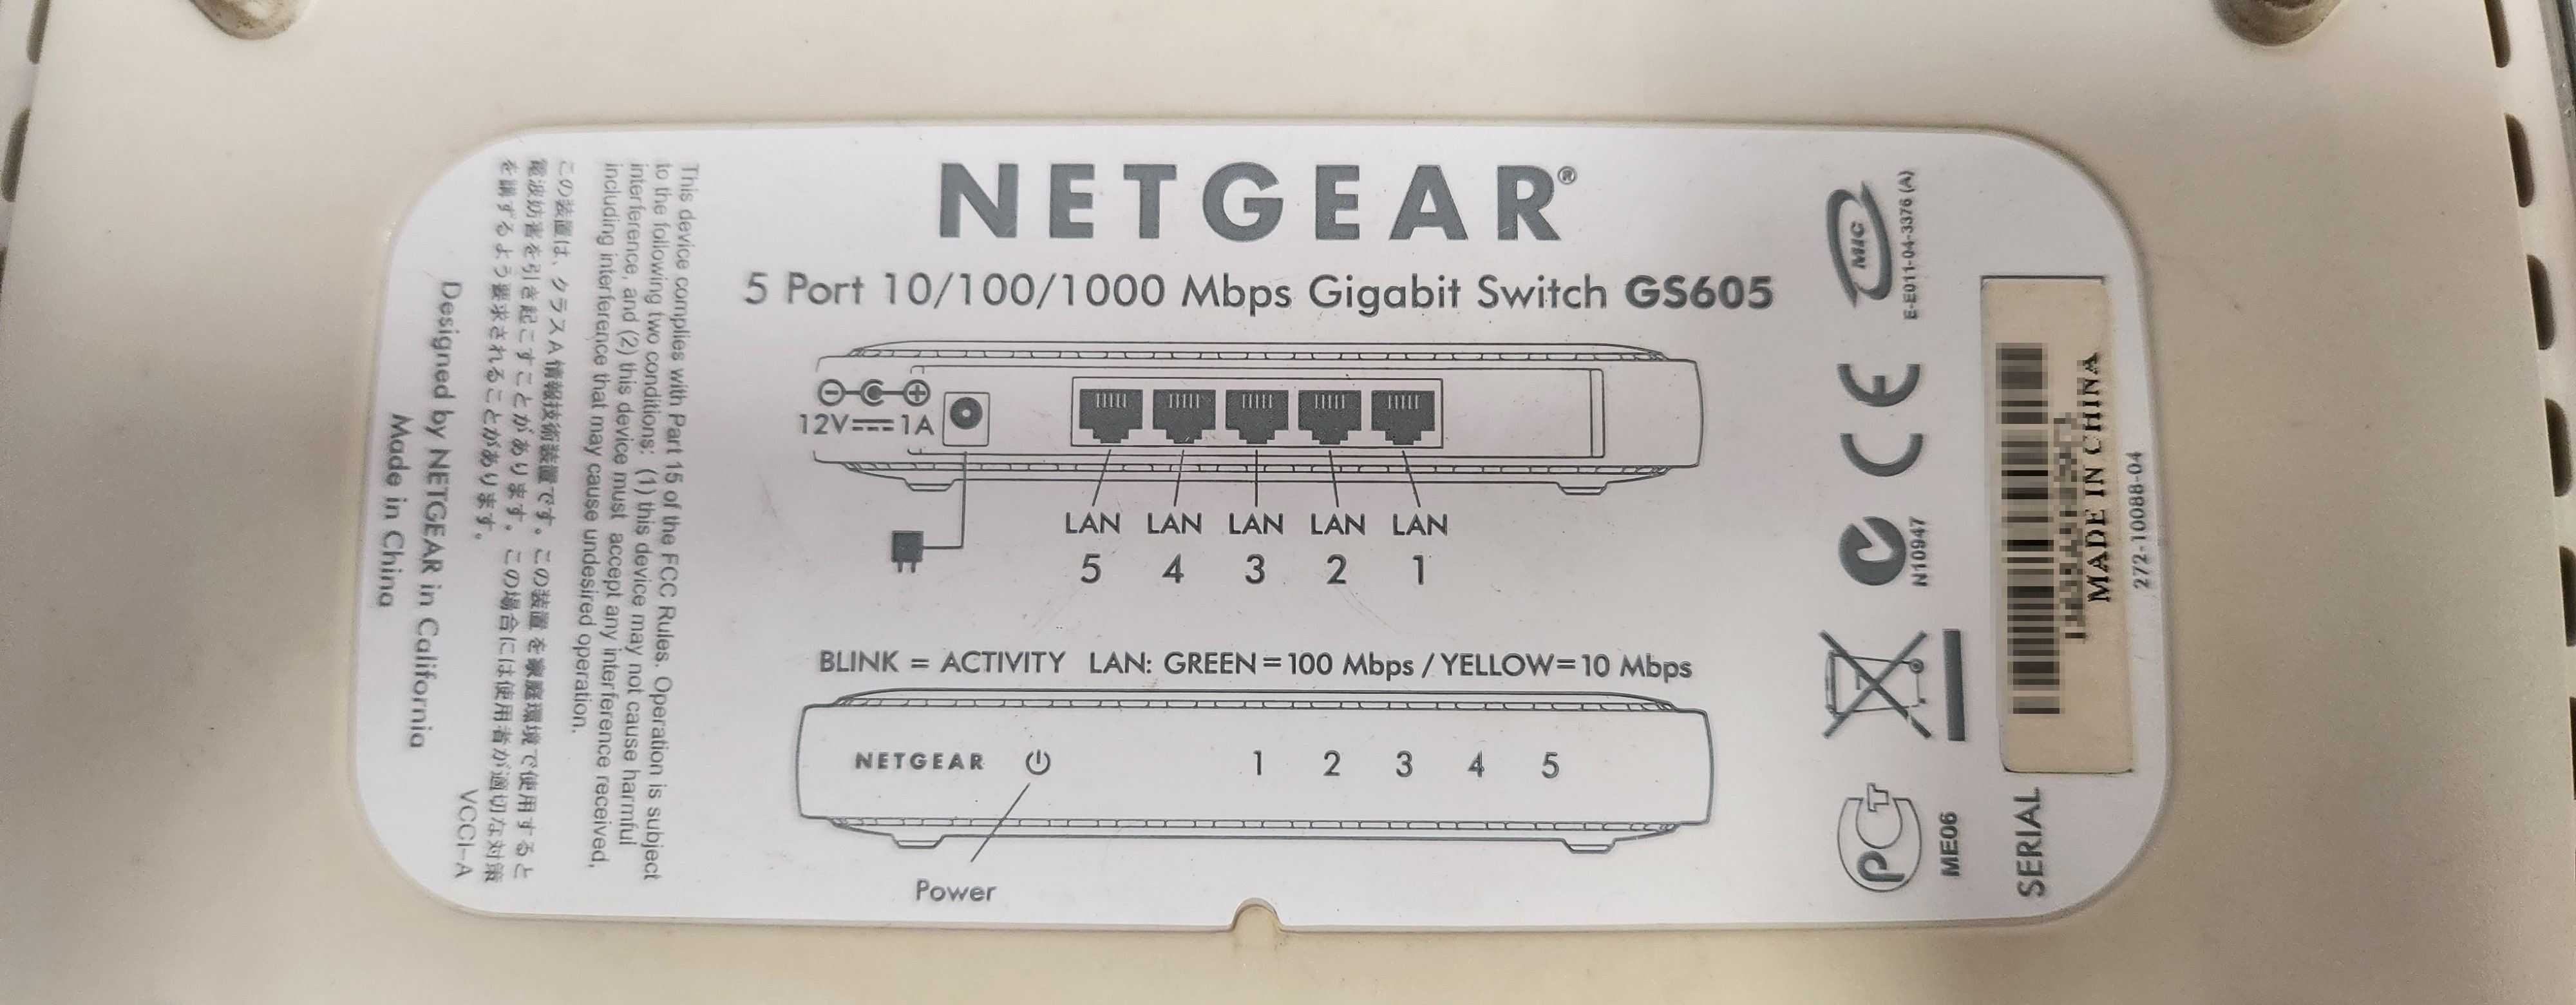 NETGEAR®
5 Port 10/100/1000 Mbps Gigabit Switch GS605
12V 1A
LAN LAN LAN LAN LAN
5 4 3 2 1
BLINK = ACTIVITY LAN: GREEN=100 Mbps / YELLOW=10 Mbps
NETGEAR 1 2 3 4 5
Power
This device complies with Part 15 of the FCC Rules. Operation is subject
to the following two conditions: (1) this device may not cause harmful
interference, and (2) this device must accept any interference received,
including interference that may cause undesired operation.
この装置は、クラスA情報技術装置です。この装置を家庭環境で使用すると
電波妨害を引き起こすことがあります。この場合には使用者が適切な対策
を講ずるよう要求されることがあります。
VCCI-A
Designed by NETGEAR in California
Made in China
MIC
E-E011-04-3376 (A)
CE
N10947
PCT
ME06
SERIAL
MADE IN CHINA
272-10088-04